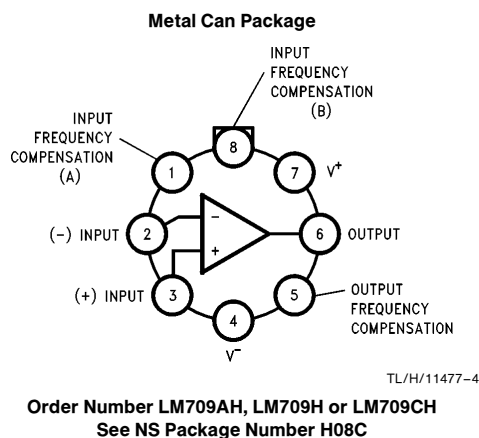 Metal Can Package
INPUT
FREQUENCY
COMPENSATION
(B)
INPUT
FREQUENCY
COMPENSATION
(A)
8
1
7
V+
(−) INPUT
2
−
6
OUTPUT
+
(+) INPUT
3
5
OUTPUT
FREQUENCY
COMPENSATION
4
V−
TL/H/11477–4
Order Number LM709AH, LM709H or LM709CH
See NS Package Number H08C